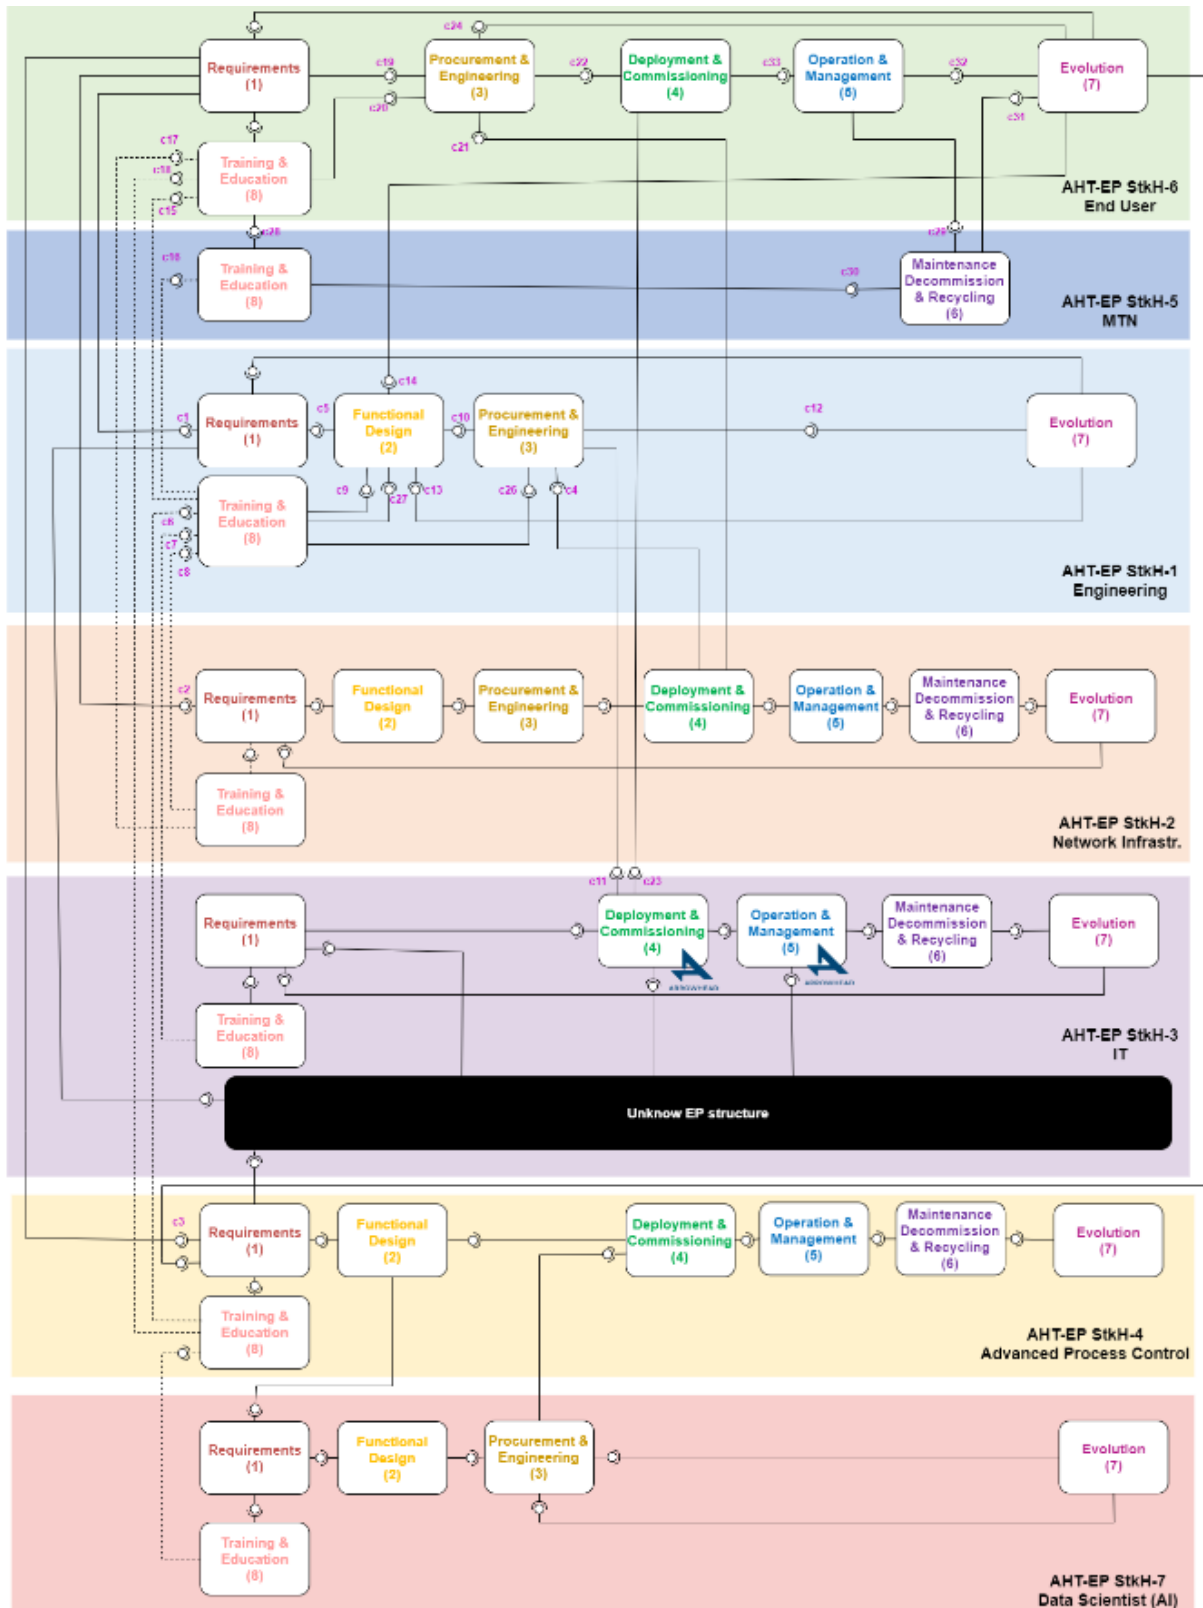 c24
c19
c22
c33
c32
Requirements
(1)
Procurement &
Engineering
(3)
Deployment &
Commissioning
(4)
Operation &
Management
(5)
Evolution
(7)
c20
c21
c31
c17
c18
c15
Training &
Education
(8)
AHT-EP StkH-6
End User
c28
c29
c16
Training &
Education
(8)
c30
Maintenance
Decommission
& Recycling
(6)
AHT-EP StkH-5
MTN
c14
c1
Requirements
(1)
c5
Functional
Design
(2)
c10
Procurement &
Engineering
(3)
c12
Evolution
(7)
c9
c27
c13
c26
c4
Training &
Education
(8)
c6
c7
c8
AHT-EP StkH-1
Engineering
c2
Requirements
(1)
Functional
Design
(2)
Procurement &
Engineering
(3)
Deployment &
Commissioning
(4)
Operation &
Management
(5)
Maintenance
Decommission
& Recycling
(6)
Evolution
(7)
Training &
Education
(8)
AHT-EP StkH-2
Network Infrastr.
c11
c23
Requirements
(1)
Deployment &
Commissioning
(4)
ARROWHEAD
Operation &
Management
(5)
ARROWHEAD
Maintenance
Decommission
& Recycling
(6)
Evolution
(7)
Training &
Education
(8)
AHT-EP StkH-3
IT
Unknow EP structure
c3
Requirements
(1)
Functional
Design
(2)
Deployment &
Commissioning
(4)
Operation &
Management
(5)
Maintenance
Decommission
& Recycling
(6)
Evolution
(7)
Training &
Education
(8)
AHT-EP StkH-4
Advanced Process Control
Requirements
(1)
Functional
Design
(2)
Procurement &
Engineering
(3)
Evolution
(7)
Training &
Education
(8)
AHT-EP StkH-7
Data Scientist (AI)